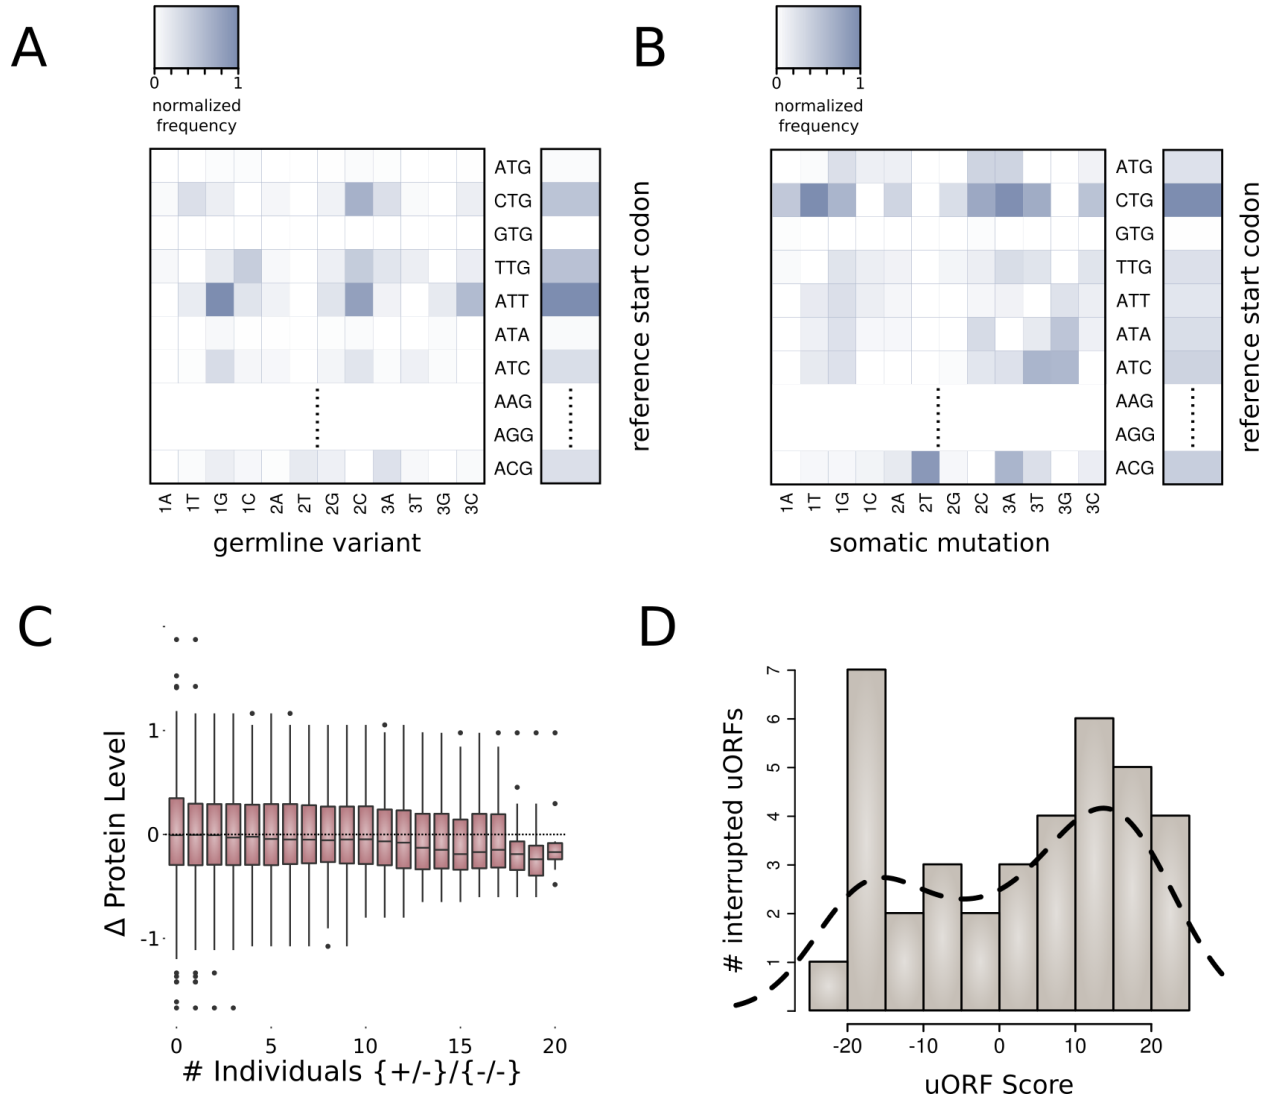 A
0 1
normalized
frequency
ATG
CTG
GTG
TTG
ATT
ATA
ATC
AAG
AGG
ACG
reference start codon
1A 1T 1G 1C 2A 2T 2G 2C 3A 3T 3G 3C
germline variant
B
0 1
normalized
frequency
ATG
CTG
GTG
TTG
ATT
ATA
ATC
AAG
AGG
ACG
reference start codon
1A 1T 1G 1C 2A 2T 2G 2C 3A 3T 3G 3C
somatic mutation
C
Δ Protein Level
1
0
-1
0 5 10 15 20
# Individuals {+/-}/{-/-}
D
# interrupted uORFs
7
6
5
4
3
2
1
-20 -10 0 10 20
uORF Score